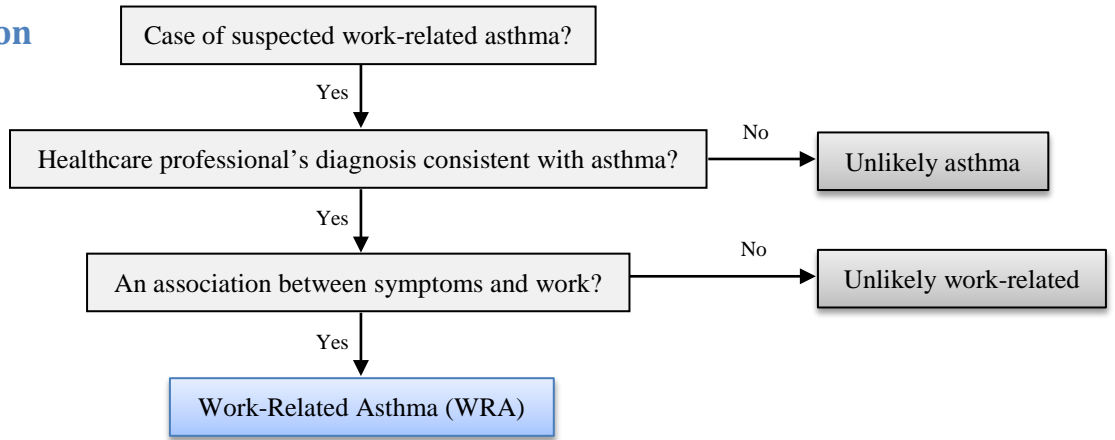 on
Case of suspected work-related asthma?
Yes
Healthcare professional’s diagnosis consistent with asthma?
No
Unlikely asthma
Yes
An association between symptoms and work?
No
Unlikely work-related
Yes
Work-Related Asthma (WRA)